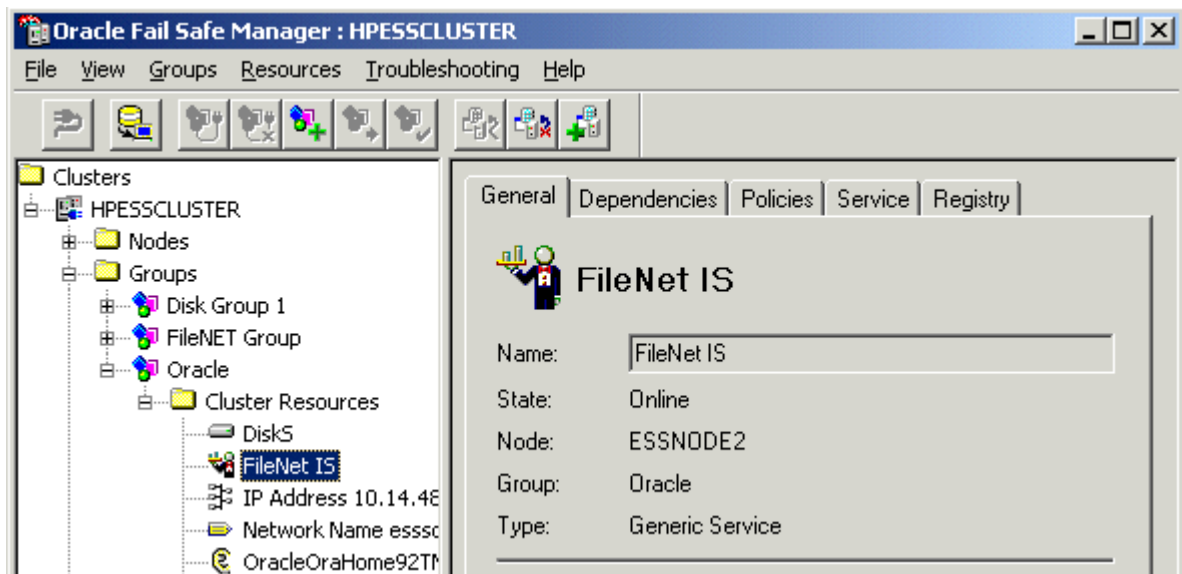 Oracle Fail Safe Manager : HPESSCLUSTER
File View Groups Resources Troubleshooting Help
Clusters
HPESSCLUSTER
Nodes
Groups
Disk Group 1
FileNET Group
Oracle
Cluster Resources
DiskS
FileNet IS
IP Address 10.14.48
Network Name esss
OracleOraHome92T
General Dependencies Policies Service Registry
FileNet IS
Name: FileNet IS
State: Online
Node: ESSNODE2
Group: Oracle
Type: Generic Service